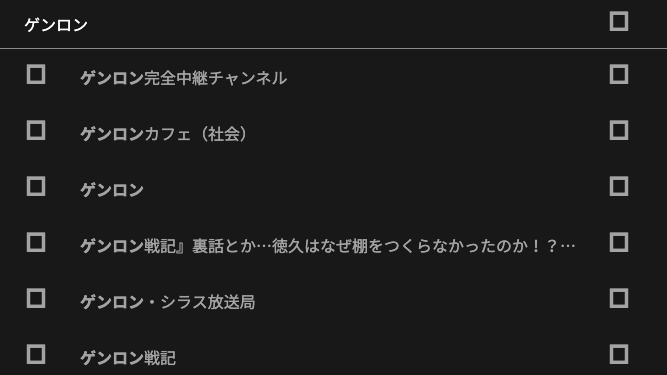 ゲンロン
ゲンロン完全中継チャンネル
ゲンロンカフェ（社会）
ゲンロン
ゲンロン戦記』裏話とか…徳久はなぜ棚をつくらなかったのか！？…
ゲンロン・シラス放送局
ゲンロン戦記